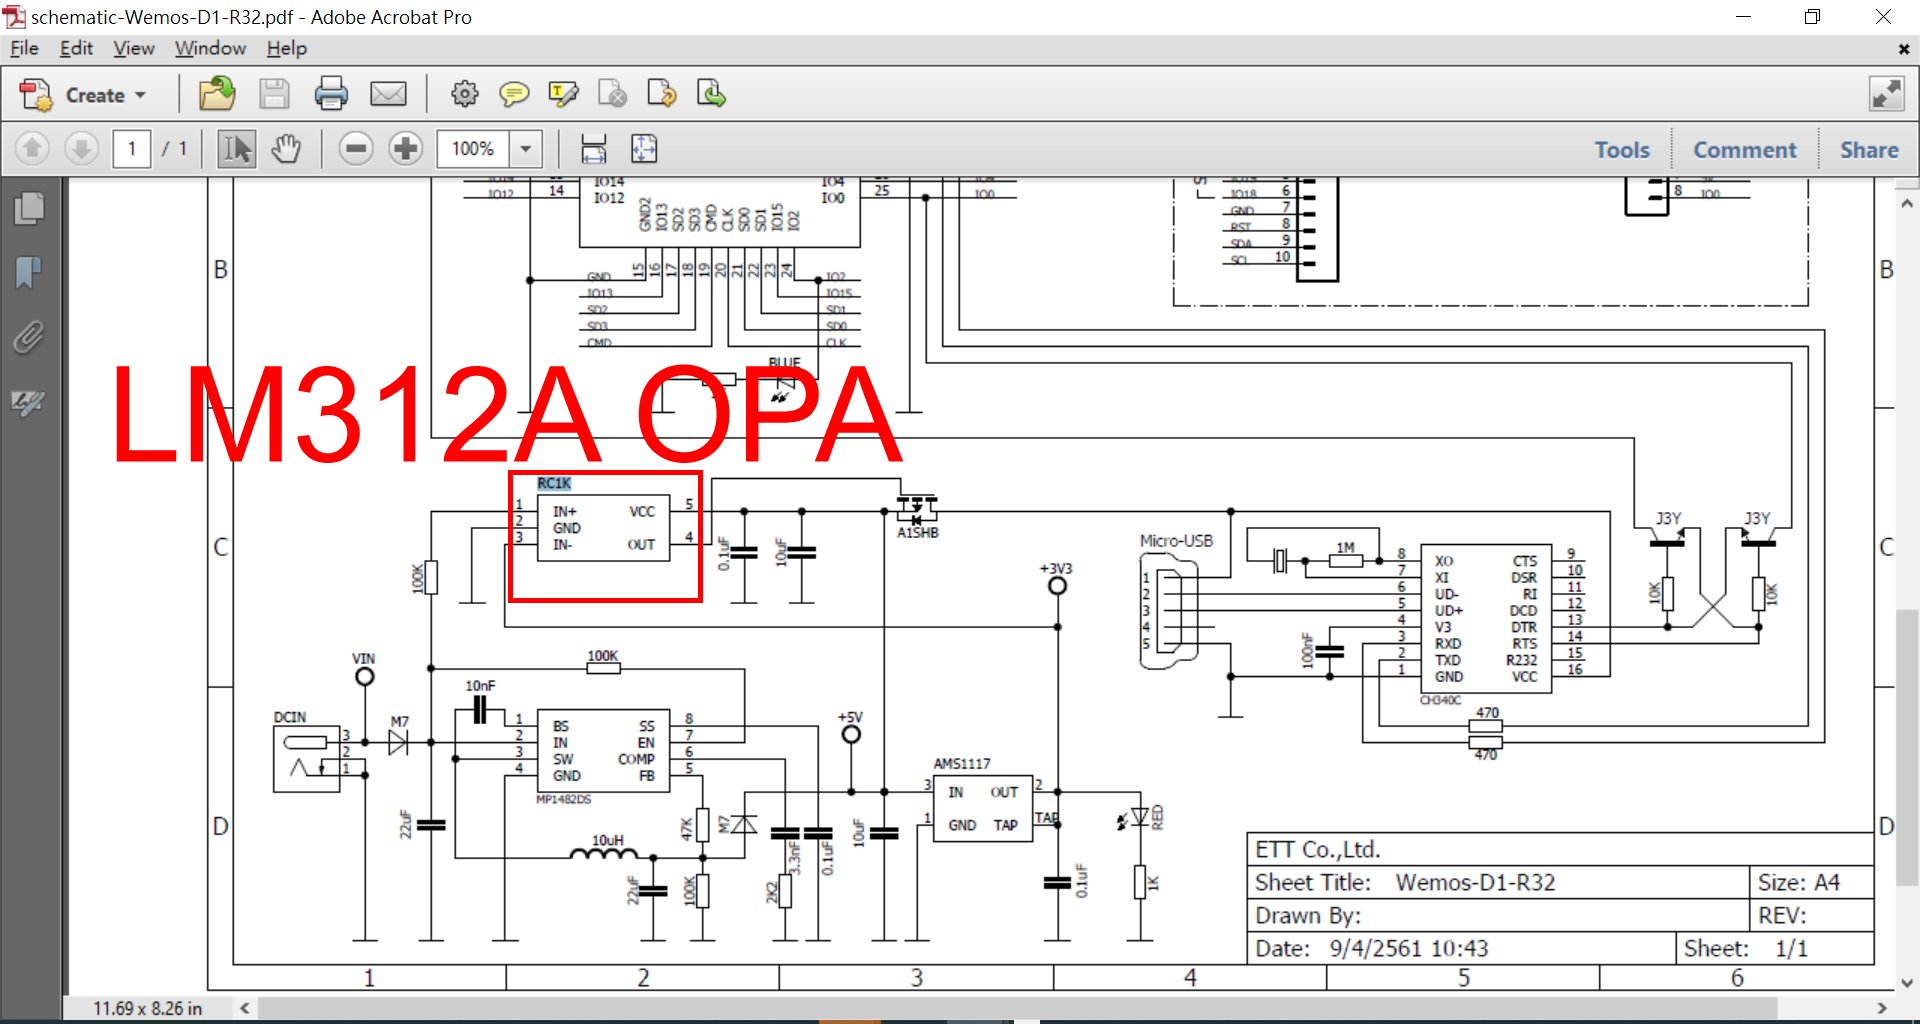 schematic-Wemos-D1-R32.pdf - Adobe Acrobat Pro
File Edit View Window Help
Create
1 / 1 100% Tools Comment Share
IO14 IO14 IO4
IO12 14 IO12 IO0 25 IO0
GND2 IO13 SD2 SD3 CMD CLK SD0 SD1 IO15 IO2
15 16 17 18 19 20 21 22 23 24
GND IO2
IO13 IO15
SD2 SD1
SD3 SD0
CMD CLK
BLUE
IO18 6
GND 7
RST 8
SDA 9
SCL 10
8 IO0
B B
LM312A OPA
RC1K
1 IN+ VCC 5
2 GND
3 IN- OUT 4
100K
0.1uF 10uF
A1SHB
C C
+3V3
Micro-USB
1
2
3
4
5
1M
8 XO CTS 9
7 XI DSR 10
6 UD- RI 11
5 UD+ DCD 12
4 V3 DTR 13
3 RXD RTS 14
2 TXD R232 15
1 GND VCC 16
CH340C
100nF
J3Y J3Y
10K 10K
470
470
VIN
100K
10nF
DCIN
3
2
1
M7
1 BS SS 8
2 IN EN 7
3 SW COMP 6
4 GND FB 5
MP1482DS
22uF
10uH
22uF
47K
100K
M7
+5V
2K2
3.3nF
0.1uF
10uF
AMS1117
3 IN OUT 2
1 GND TAP TAP
RED
0.1uF
1K
D D
ETT Co.,Ltd.
Sheet Title: Wemos-D1-R32 Size: A4
Drawn By: REV:
Date: 9/4/2561 10:43 Sheet: 1/1
1 2 3 4 5 6
11.69 x 8.26 in